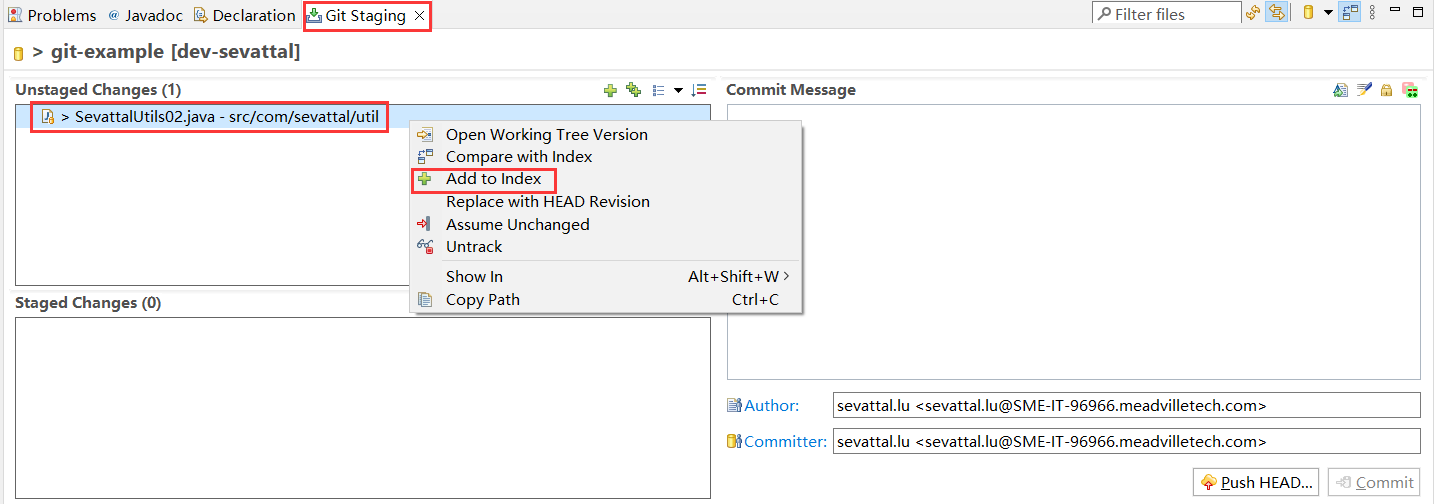 Problems @ Javadoc Declaration Git Staging
Filter files
> git-example [dev-sevattal]
Unstaged Changes (1)
> SevattalUtils02.java - src/com/sevattal/util
Open Working Tree Version
Compare with Index
Add to Index
Replace with HEAD Revision
Assume Unchanged
Untrack
Show In Alt+Shift+W >
Copy Path Ctrl+C
Staged Changes (0)
Commit Message
Author: sevattal.lu <sevattal.lu@SME-IT-96966.meadvilletech.com>
Committer: sevattal.lu <sevattal.lu@SME-IT-96966.meadvilletech.com>
Push HEAD... Commit